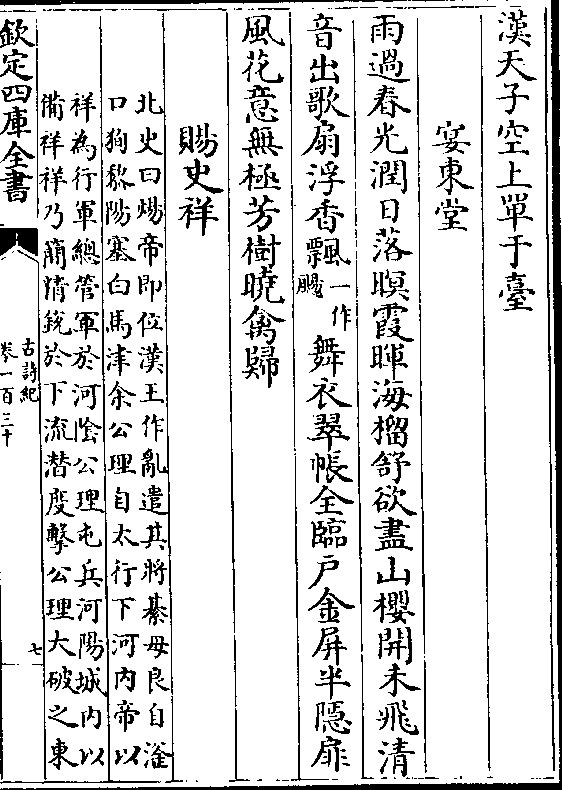 漢天子空上單于臺
宴東堂
雨過春光潤日落暝霞暉海榴舒欲盡山櫻開未飛清
音出歌扇浮香飄一作颺舞衣翠帳全臨户金屏半隱扉
風花意無極芳樹曉禽歸
賜史祥
北史曰煬帝即位漢王作亂遣其將綦毋良自滏
口狥黎陽塞白馬津余公理自太行下河内帝以
祥為行軍總管軍於河陰公理屯兵河陽城内以
備祥祥乃簡精銳於下流潛度擊公理大破之東
欽定四庫全書
古詩紀
卷一百三十
七